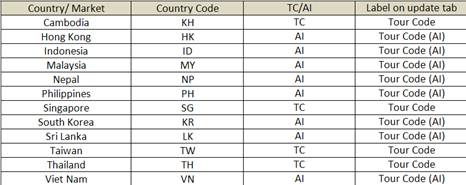 Country/ Market Country Code TC/AI Label on update tab
Cambodia KH TC Tour Code
Hong Kong HK AI Tour Code (AI)
Indonesia ID AI Tour Code (AI)
Malaysia MY AI Tour Code (AI)
Nepal NP AI Tour Code (AI)
Philippines PH AI Tour Code (AI)
Singapore SG TC Tour Code
South Korea KR AI Tour Code (AI)
Sri Lanka LK AI Tour Code (AI)
Taiwan TW TC Tour Code
Thailand TH TC Tour Code
Viet Nam VN AI Tour Code (AI)